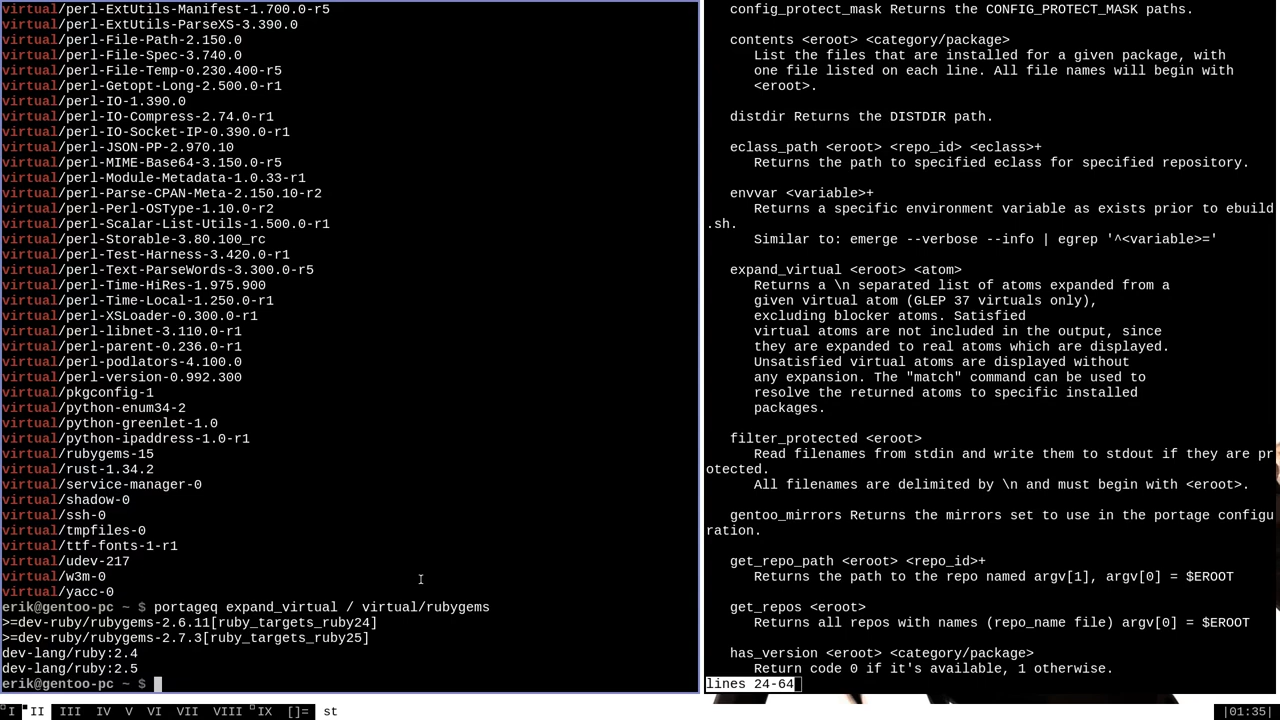 virtual/perl-ExtUtils-Manifest-1.700.0-r5
virtual/perl-ExtUtils-ParseXS-3.390.0
virtual/perl-File-Path-2.150.0
virtual/perl-File-Spec-3.740.0
virtual/perl-File-Temp-0.230.400-r5
virtual/perl-Getopt-Long-2.500.0-r1
virtual/perl-IO-1.390.0
virtual/perl-IO-Compress-2.74.0-r1
virtual/perl-IO-Socket-IP-0.390.0-r1
virtual/perl-JSON-PP-2.970.10
virtual/perl-MIME-Base64-3.150.0-r5
virtual/perl-Module-Metadata-1.0.33-r1
virtual/perl-Parse-CPAN-Meta-2.150.10-r2
virtual/perl-Perl-OSType-1.10.0-r2
virtual/perl-Scalar-List-Utils-1.500.0-r1
virtual/perl-Storable-3.80.100_rc
virtual/perl-Test-Harness-3.420.0-r1
virtual/perl-Text-ParseWords-3.300.0-r5
virtual/perl-Time-HiRes-1.975.900
virtual/perl-Time-Local-1.250.0-r1
virtual/perl-XSLoader-0.300.0-r1
virtual/perl-libnet-3.110.0-r1
virtual/perl-parent-0.236.0-r1
virtual/perl-podlators-4.100.0
virtual/perl-version-0.992.300
virtual/pkgconfig-1
virtual/python-enum34-2
virtual/python-greenlet-1.0
virtual/python-ipaddress-1.0-r1
virtual/rubygems-15
virtual/rust-1.34.2
virtual/service-manager-0
virtual/shadow-0
virtual/ssh-0
virtual/tmpfiles-0
virtual/ttf-fonts-1-r1
virtual/udev-217
virtual/w3m-0
virtual/yacc-0
erik@gentoo-pc ~ $ portageq expand_virtual / virtual/rubygems
>=dev-ruby/rubygems-2.6.11[ruby_targets_ruby24]
>=dev-ruby/rubygems-2.7.3[ruby_targets_ruby25]
dev-lang/ruby:2.4
dev-lang/ruby:2.5
erik@gentoo-pc ~ $
config_protect_mask Returns the CONFIG_PROTECT_MASK paths.
contents <eroot> <category/package>
List the files that are installed for a given package, with
one file listed on each line. All file names will begin with
<eroot>.
distdir Returns the DISTDIR path.
eclass_path <eroot> <repo_id> <eclass>+
Returns the path to specified eclass for specified repository.
envvar <variable>+
Returns a specific environment variable as exists prior to ebuild
.sh.
Similar to: emerge --verbose --info | egrep '^<variable>='
expand_virtual <eroot> <atom>
Returns a \n separated list of atoms expanded from a
given virtual atom (GLEP 37 virtuals only),
excluding blocker atoms. Satisfied
virtual atoms are not included in the output, since
they are expanded to real atoms which are displayed.
Unsatisfied virtual atoms are displayed without
any expansion. The "match" command can be used to
resolve the returned atoms to specific installed
packages.
filter_protected <eroot>
Read filenames from stdin and write them to stdout if they are pr
otected.
All filenames are delimited by \n and must begin with <eroot>.
gentoo_mirrors Returns the mirrors set to use in the portage configu
ration.
get_repo_path <eroot> <repo_id>+
Returns the path to the repo named argv[1], argv[0] = $EROOT
get_repos <eroot>
Returns all repos with names (repo_name file) argv[0] = $EROOT
has_version <eroot> <category/package>
Return code 0 if it's available, 1 otherwise.
lines 24-64
I II III IV V VI VII VIII IX []= st |01:35|